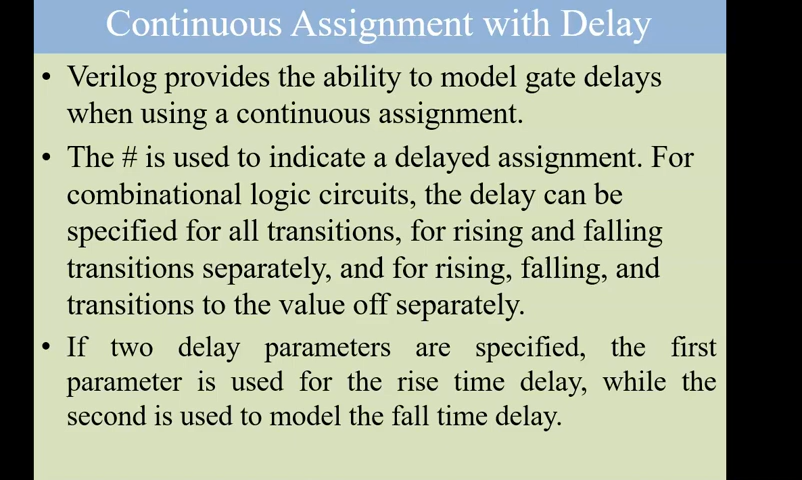 Continuous Assignment with Delay
• Verilog provides the ability to model gate delays
when using a continuous assignment.
• The # is used to indicate a delayed assignment. For
combinational logic circuits, the delay can be
specified for all transitions, for rising and falling
transitions separately, and for rising, falling, and
transitions to the value off separately.
• If two delay parameters are specified, the first
parameter is used for the rise time delay, while the
second is used to model the fall time delay.